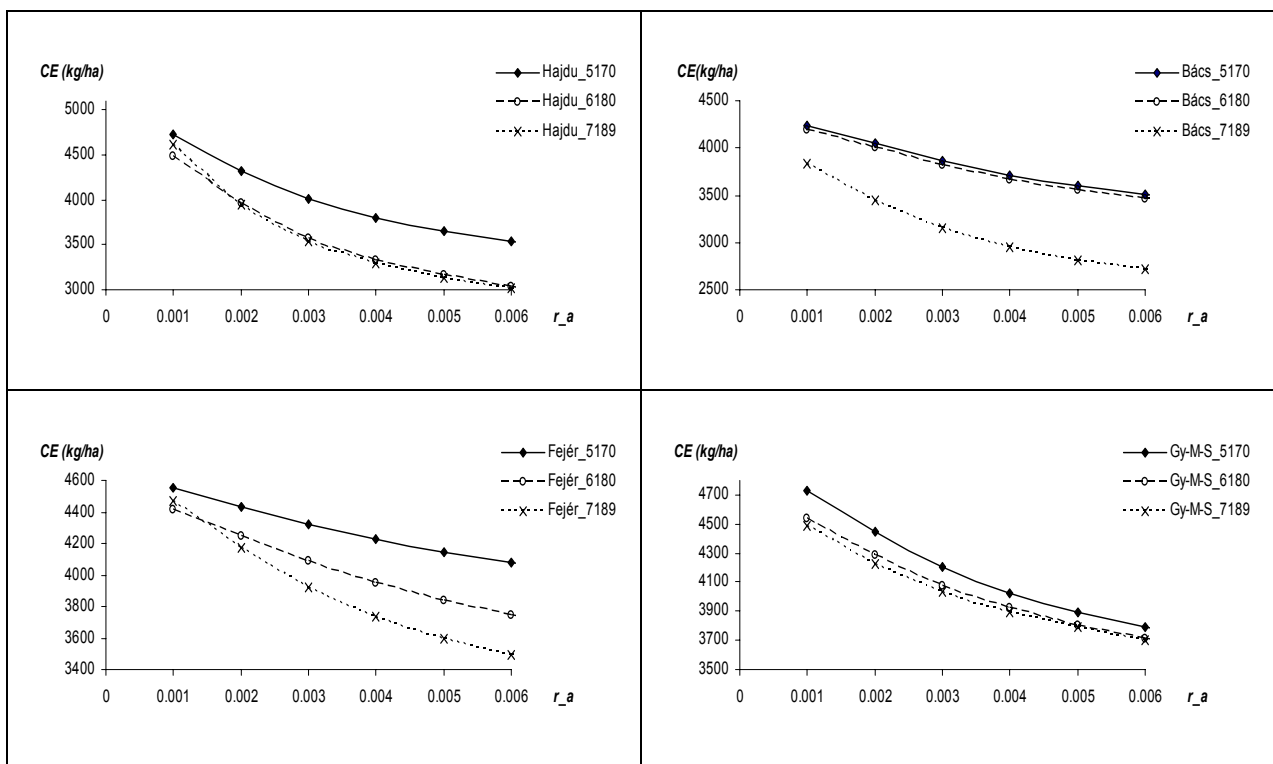 CE (kg/ha)
Hajdu_5170
Hajdu_6180
Hajdu_7189
5000
4500
4000
3500
3000
0 0.001 0.002 0.003 0.004 0.005 0.006 r_a
CE(kg/ha)
Bács_5170
Bács_6180
Bács_7189
4500
4000
3500
3000
2500
0 0.001 0.002 0.003 0.004 0.005 0.006 r_a
CE (kg/ha)
Fejér_5170
Fejér_6180
Fejér_7189
4600
4400
4200
4000
3800
3600
3400
0 0.001 0.002 0.003 0.004 0.005 0.006 r_a
CE (kg/ha)
Gy-M-S_5170
Gy-M-S_6180
Gy-M-S_7189
4700
4500
4300
4100
3900
3700
3500
0 0.001 0.002 0.003 0.004 0.005 0.006 r_a